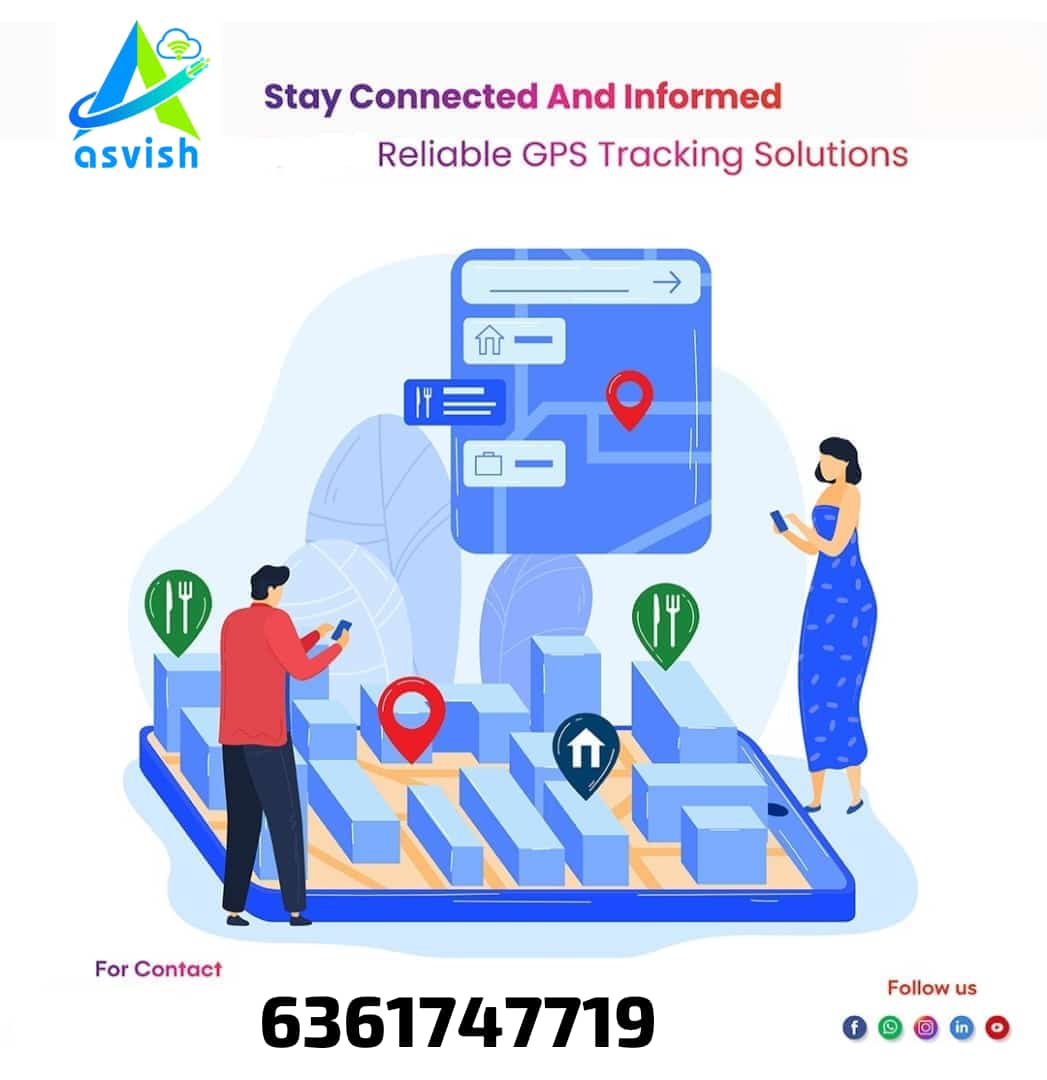 asvish
Stay Connected And Informed
Reliable GPS Tracking Solutions
For Contact
6361747719
Follow us